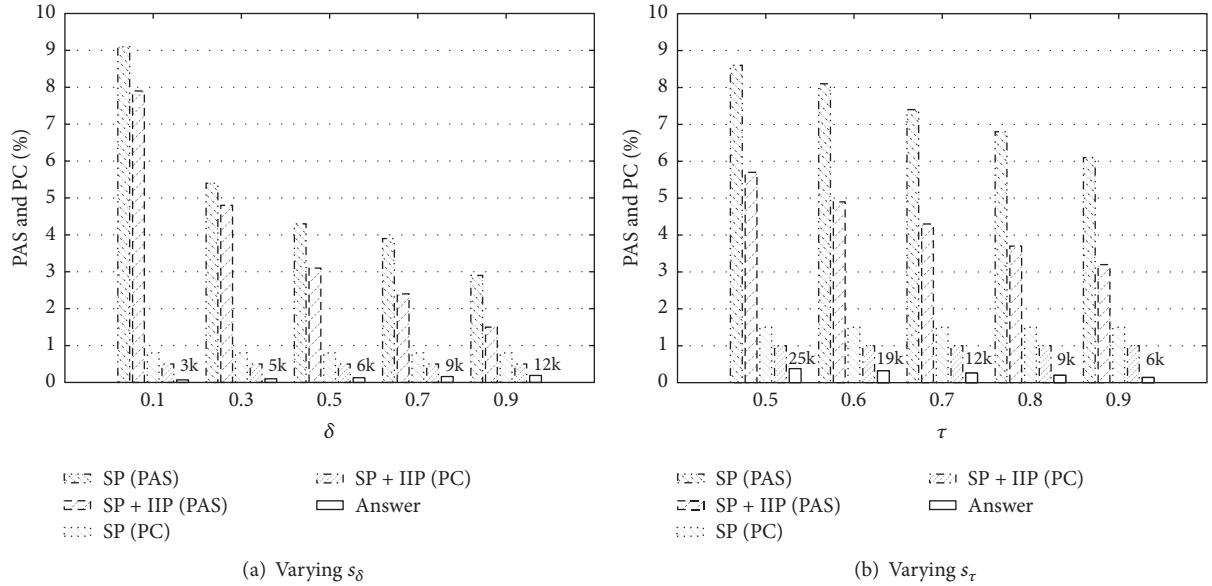 PAS and PC (%)
10
9
8
7
6
5
4
3
2
1
0
3k
5k
6k
9k
12k
0.1
0.3
0.5
0.7
0.9
δ
SP (PAS)
SP + IIP (PAS)
SP (PC)
SP + IIP (PC)
Answer
(a) Varying sδ
PAS and PC (%)
10
9
8
7
6
5
4
3
2
1
0
25k
19k
12k
9k
6k
0.5
0.6
0.7
0.8
0.9
τ
SP (PAS)
SP + IIP (PAS)
SP (PC)
SP + IIP (PC)
Answer
(b) Varying sτ